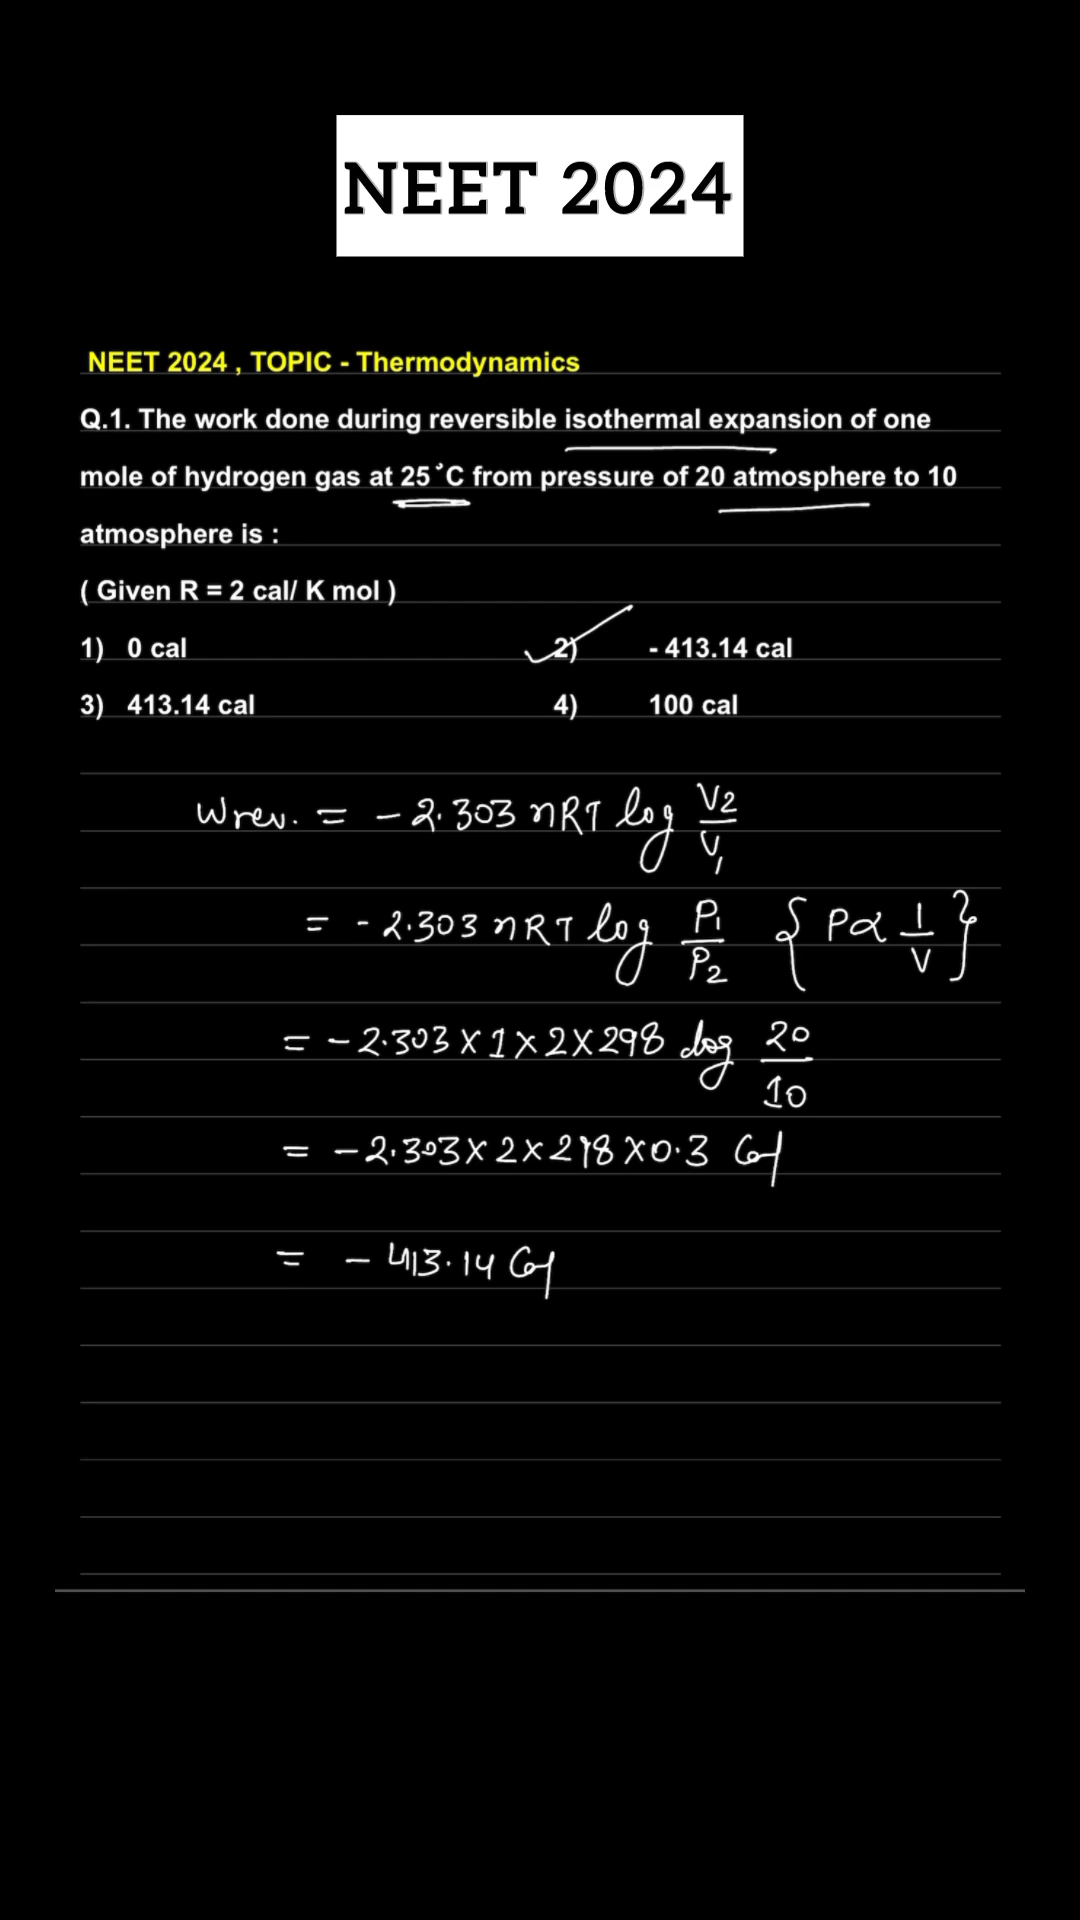 NEET 2024
NEET 2024 , TOPIC - Thermodynamics
Q.1. The work done during reversible isothermal expansion of one
mole of hydrogen gas at 25˚C from pressure of 20 atmosphere to 10
atmosphere is :
( Given R = 2 cal/ K mol )
1) 0 cal 2) - 413.14 cal
3) 413.14 cal 4) 100 cal
Wrev. = - 2.303 nRT log V2/V1
= - 2.303 nRT log P1/P2 { P∝ 1/V }
= - 2.303 X 1 X 2 X 298 log 20/10
= - 2.303 X 2 X 298 X 0.3 Cal
= - 413.14 Cal